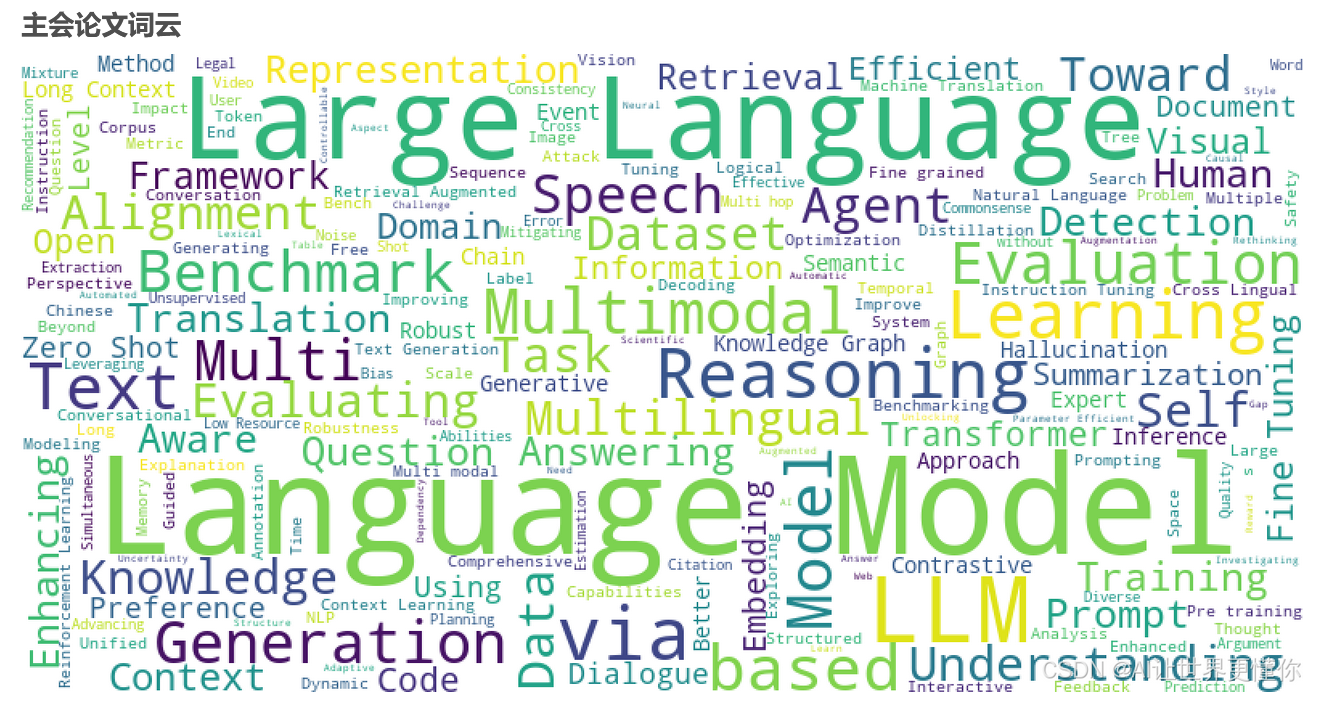 主会论文词云
Mixture
Method
Legal
Representation
Vision
Retrieval
Efficient
Toward
Word
Long Context
Video
Large Language
Consistency
Machine Translation
Style
Recommendation
Instruction
Question
Level
Impact
User
Token
Controllable
Aspect
Event
Neural
Document
Corpus
End
Cross
Image
Tree
Visual
Metric
Attack
Causal
Framework
Sequence
Tuning
Logical
Fine grained
Human
Conversation
Retrieval Augmented
Speech
Effective
Search
Natural Language
Problem
Multiple
Safety
Alignment
Bench
Challenge
Multi hop
Agent
Commonsense
Domain
Error
Mitigating
Dataset
Distillation
Detection
Open
Lexical
Noise
Generating
Table
Free
Shot
Optimization
without
Augmentation
Rethinking
Extraction
Benchmark
Chain
Information
Semantic
Evaluation
Perspective
Label
Decoding
Automatic
Temporal
Instruction Tuning
Cross Lingual
Automated
Unsupervised
Improving
Multimodal
Improve
Learning
Chinese
Translation
System
Beyond
Robust
Graph
Zero Shot
Multi
Text Generation
Task
Scientific
Knowledge Graph
Hallucination
Leveraging
Bias
Scale
Generative
Reasoning
Summarization
Fine Tuning
Text
Evaluating
Multilingual
Benchmarking
Expert
Self
Gap
Conversational
Low Resource
Robustness
Tool
Unlocking
Parameter Efficient
Long
Modeling
Aware
Abilities
Transformer
Inference
Question Answering
Augmented
Large
Explanation
Multi modal
Need
Approach
Prompting
s
Enhancing
Reinforcement Learning
Simultaneous
Memory
Guided
Language Model
Annotation
Time
Dependency
Estimation
Embedding
Exploring
AI
Model
Space
Quality
Reward
Uncertainty
Comprehensive
Citation
Answer
Contrastive
Investigating
Knowledge
Using
Capabilities
Web
LLM
Training
Preference
Context Learning
Data
via
Better
Diverse
Prompt
Pre training
Advancing
Structure
NLP
Planning
Analysis
Thought
Unified
Generation
Structured
Learn
Enhanced
Argument
Context
Adaptive
Dynamic
Code
Dialogue
based
Understanding
Interactive
Feedback
Prediction
CSDN @AI让世界更懂你